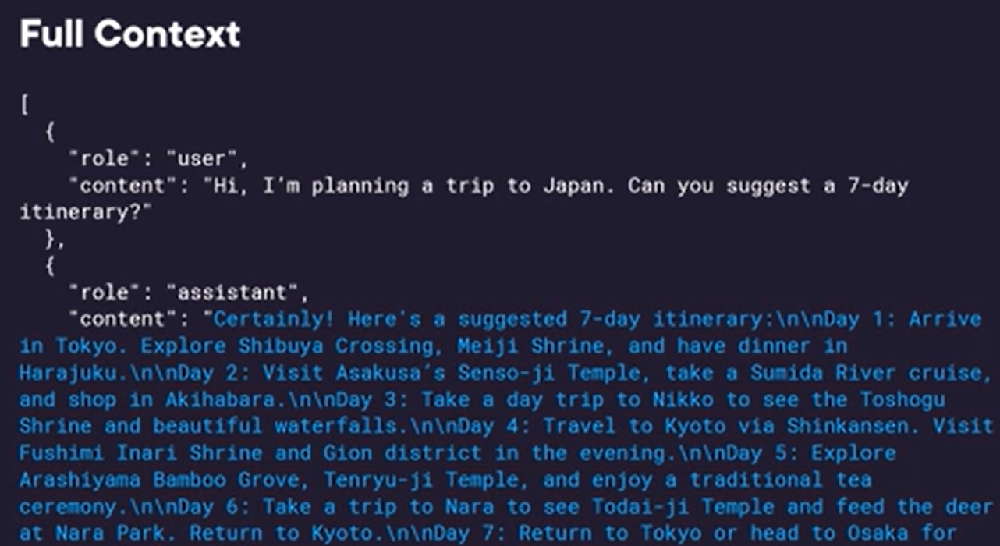 Full Context
[
{
"role": "user",
"content": "Hi, I'm planning a trip to Japan. Can you suggest a 7-day
itinerary?"
},
{
"role": "assistant",
"content": "Certainly! Here's a suggested 7-day itinerary:\n\nDay 1: Arrive
in Tokyo. Explore Shibuya Crossing, Meiji Shrine, and have dinner in
Harajuku.\n\nDay 2: Visit Asakusa's Senso-ji Temple, take a Sumida River cruise,
and shop in Akihabara.\n\nDay 3: Take a day trip to Nikko to see the Toshogu
Shrine and beautiful waterfalls.\n\nDay 4: Travel to Kyoto via Shinkansen. Visit
Fushimi Inari Shrine and Gion district in the evening.\n\nDay 5: Explore
Arashiyama Bamboo Grove, Tenryu-ji Temple, and enjoy a traditional tea
ceremony.\n\nDay 6: Take a trip to Nara to see Todai-ji Temple and feed the deer
at Nara Park. Return to Kyoto.\n\nDay 7: Return to Tokyo or head to Osaka for